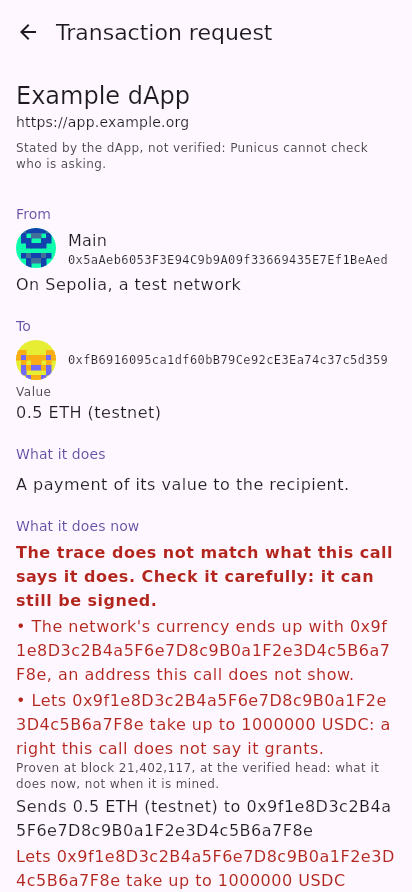 Transaction request
Example dApp
https://app.example.org
Stated by the dApp, not verified: Punicus cannot check
who is asking.
From
Main
0x5aAeb6053F3E94C9b9A09f33669435E7Ef1BeAed
On Sepolia, a test network
To
0xfB6916095ca1df60bB79Ce92cE3Ea74c37c5d359
Value
0.5 ETH (testnet)
What it does
A payment of its value to the recipient.
What it does now
The trace does not match what this call
says it does. Check it carefully: it can
still be signed.
• The network's currency ends up with 0x9f
1e8D3c2B4a5F6e7D8c9B0a1F2e3D4c5B6a7
F8e, an address this call does not show.
• Lets 0x9f1e8D3c2B4a5F6e7D8c9B0a1F2e
3D4c5B6a7F8e take up to 1000000 USDC: a
right this call does not say it grants.
Proven at block 21,402,117, at the verified head: what it
does now, not when it is mined.
Sends 0.5 ETH (testnet) to 0x9f1e8D3c2B4a
5F6e7D8c9B0a1F2e3D4c5B6a7F8e
Lets 0x9f1e8D3c2B4a5F6e7D8c9B0a1F2e3D
4c5B6a7F8e take up to 1000000 USDC